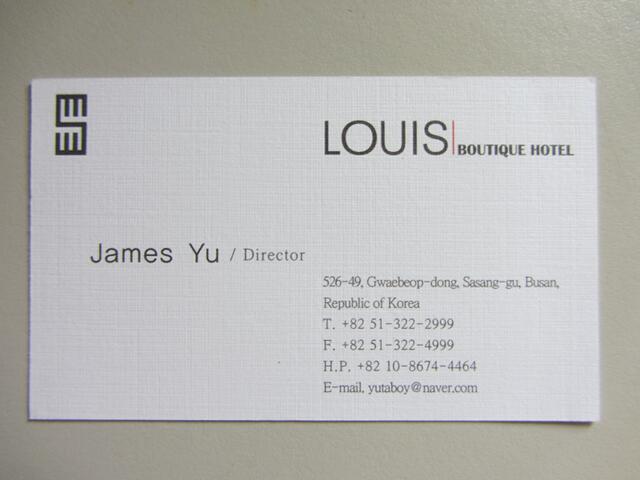 LOUIS BOUTIQUE HOTEL
James Yu / Director
526-49, Gwaebeop-dong, Sasang-gu, Busan,
Republic of Korea
T. +82 51-322-2999
F. +82 51-322-4999
H.P. +82 10-8674-4464
E-mail. yutaboy@naver.com